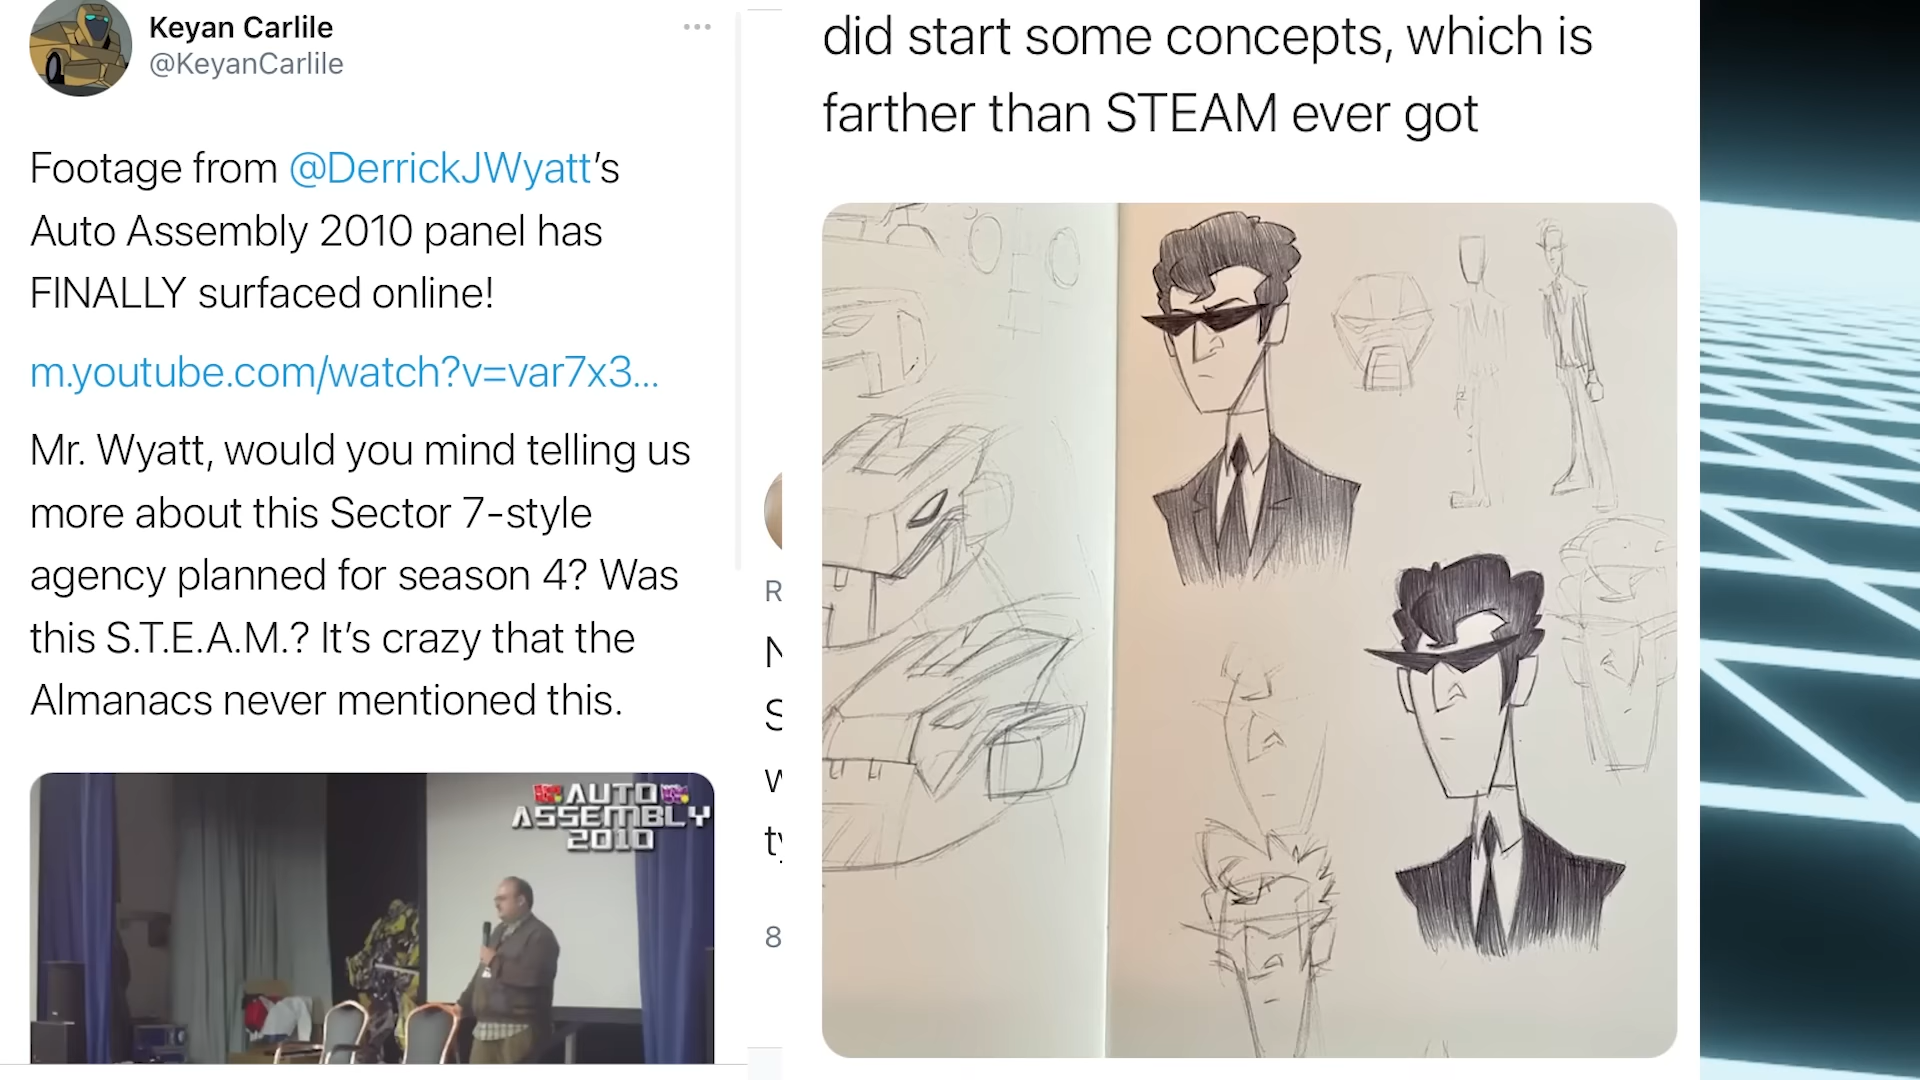 Keyan Carlile
@KeyanCarlile
Footage from @DerrickJWyatt's
Auto Assembly 2010 panel has
FINALLY surfaced online!
m.youtube.com/watch?v=var7x3...
Mr. Wyatt, would you mind telling us
more about this Sector 7-style
agency planned for season 4? Was
this S.T.E.A.M.? It's crazy that the
Almanacs never mentioned this.
AUTO
ASSEMBLY
2010
R
N
S
w
ty
8
did start some concepts, which is
farther than STEAM ever got